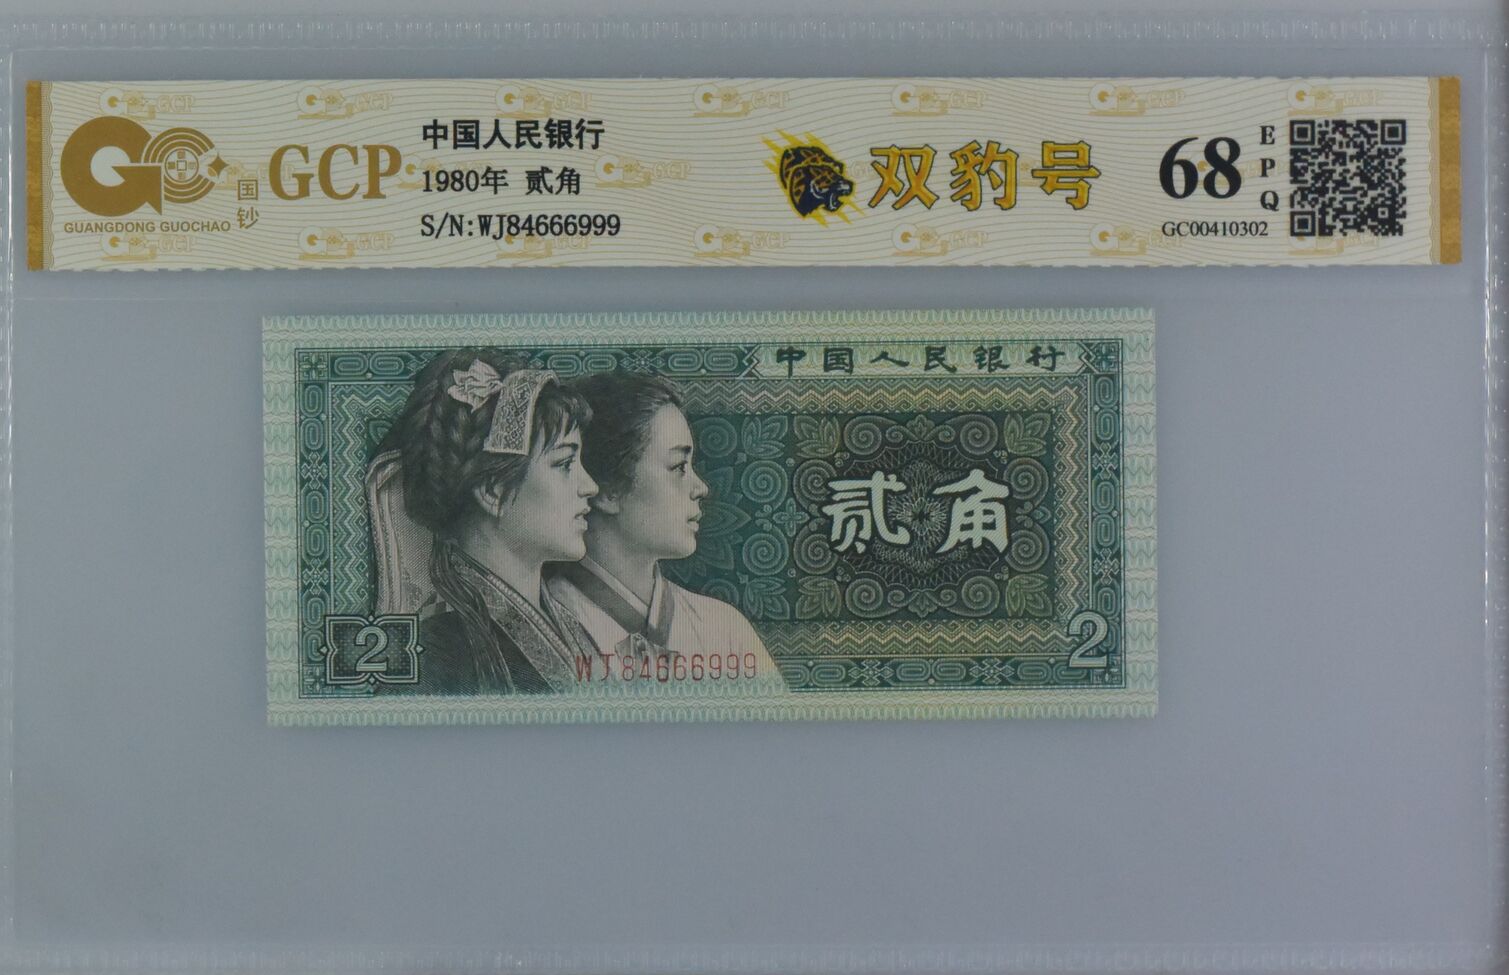 GCP
国钞
GUANGDONG GUOCHAO
中国人民银行
1980年 贰角
S/N:WJ84666999
双豹号
68
EPQ
GC00410302
中国人民银行
贰角
2
2
WJ84666999